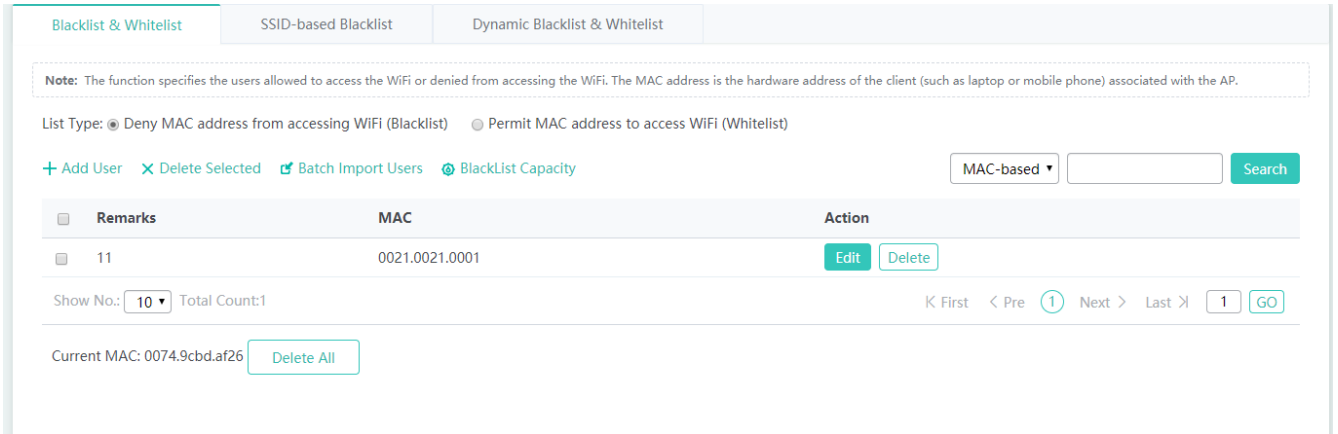 Blacklist & Whitelist SSID-based Blacklist Dynamic Blacklist & Whitelist
Note: The function specifies the users allowed to access the WiFi or denied from accessing the WiFi. The MAC address is the hardware address of the client (such as laptop or mobile phone) associated with the AP.
List Type: Deny MAC address from accessing WiFi (Blacklist) Permit MAC address to access WiFi (Whitelist)
Add User Delete Selected Batch Import Users BlackList Capacity MAC-based Search
Remarks MAC Action
11 0021.0021.0001 Edit Delete
Show No.: 10 Total Count:1 First Pre 1 Next Last 1 GO
Current MAC: 0074.9cbd.af26 Delete All